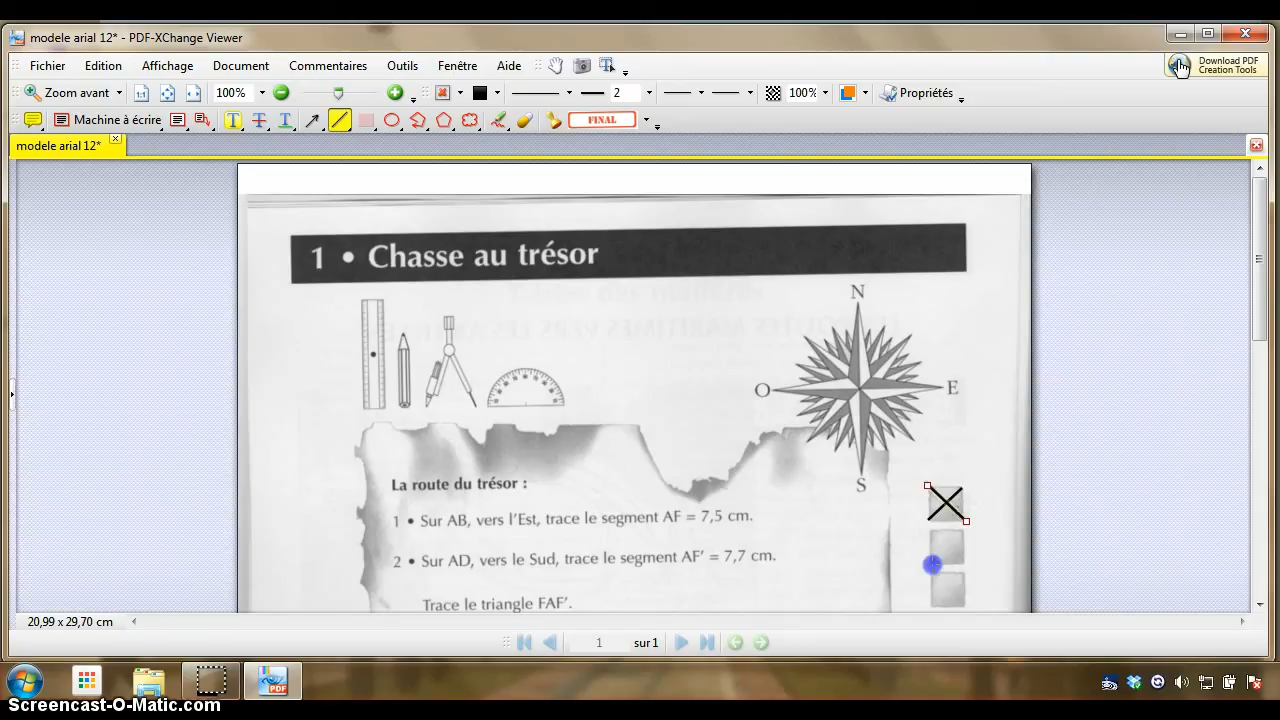 modele arial 12* - PDF-XChange Viewer
Fichier Edition Affichage Document Commentaires Outils Fenêtre Aide
Download PDF
Creation Tools
Zoom avant 100% 2 100% Propriétés
Machine à écrire FINAL
modele arial 12*
1 • Chasse au trésor
N
O E
S
La route du trésor :
1 • Sur AB, vers l'Est, trace le segment AF = 7,5 cm.
2 • Sur AD, vers le Sud, trace le segment AF' = 7,7 cm.
Trace le triangle FAF'.
20,99 x 29,70 cm
1 sur 1
PDF
Screencast-O-Matic.com